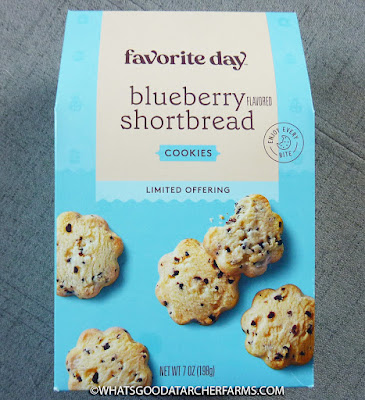 favorite day
blueberry FLAVORED
shortbread
COOKIES
ENJOY EVERY BITE
LIMITED OFFERING
NET WT 7 OZ (198g)
©WHATSGOODATARCHERFARMS.COM